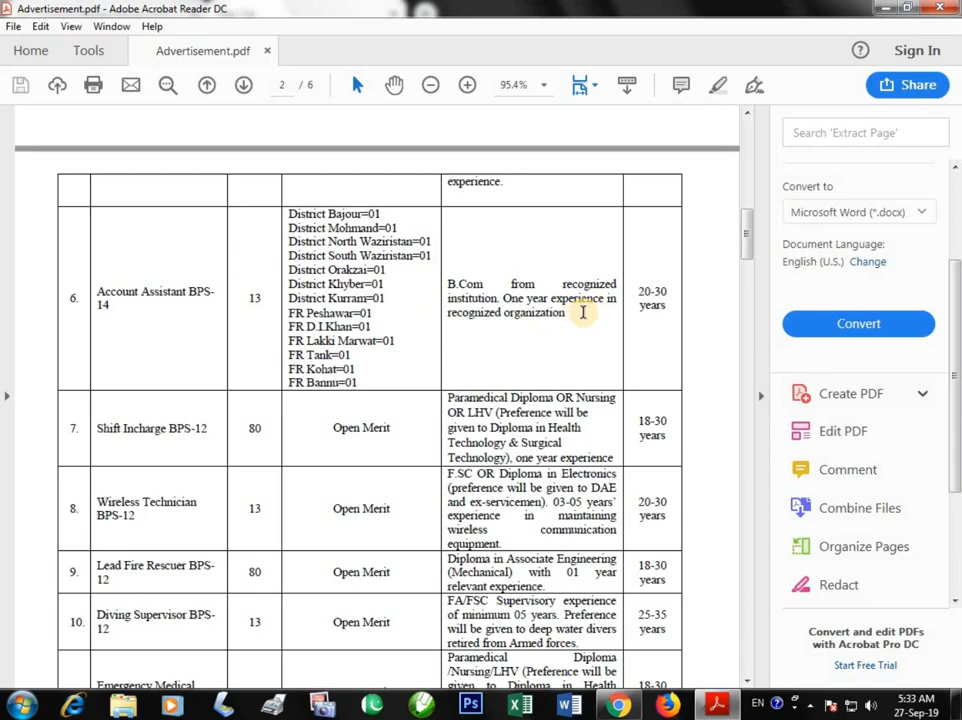 Advertisement.pdf - Adobe Acrobat Reader DC
File Edit View Window Help
Home Tools Advertisement.pdf × Sign In
2 / 6 95.4% Share
experience.
6. Account Assistant BPS-
14
13
District Bajour=01
District Mohmand=01
District North Waziristan=01
District South Waziristan=01
District Orakzai=01
District Khyber=01
District Kurram=01
FR Peshawar=01
FR D.I.Khan=01
FR Lakki Marwat=01
FR Tank=01
FR Kohat=01
FR Bannu=01
B.Com from recognized
institution. One year experience in
recognized organization
20-30
years
7. Shift Incharge BPS-12
80
Open Merit
Paramedical Diploma OR Nursing
OR LHV (Preference will be
given to Diploma in Health
Technology & Surgical
Technology), one year experience
18-30
years
8. Wireless Technician
BPS-12
13
Open Merit
F.SC OR Diploma in Electronics
(preference will be given to DAE
and ex-servicemen). 03-05 years’
experience in maintaining
wireless communication
equipment.
20-30
years
9. Lead Fire Rescuer BPS-
12
80
Open Merit
Diploma in Associate Engineering
(Mechanical) with 01 year
relevant experience.
18-30
years
10. Diving Supervisor BPS-
12
13
Open Merit
FA/FSC Supervisory experience
of minimum 05 years. Preference
will be given to deep water divers
retired from Armed forces.
25-35
years
Emergency Medical
Paramedical Diploma
/Nursing/LHV (Preference will be
given to Diploma in Health
18-30
Search 'Extract Page'
Convert to
Microsoft Word (*.docx)
Document Language:
English (U.S.) Change
Convert
Create PDF
Edit PDF
Comment
Combine Files
Organize Pages
Redact
Convert and edit PDFs
with Acrobat Pro DC
Start Free Trial
EN
5:33 AM
27-Sep-19